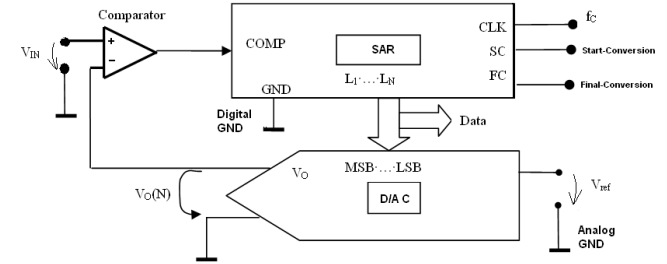 Comparator
V_IN
+
−
COMP
SAR
L₁·…·L_N
GND
CLK
SC
FC
f_C
Start-Conversion
Final-Conversion
Digital
GND
Data
V_O(N)
V_O
MSB·…·LSB
D/A C
V_ref
Analog
GND